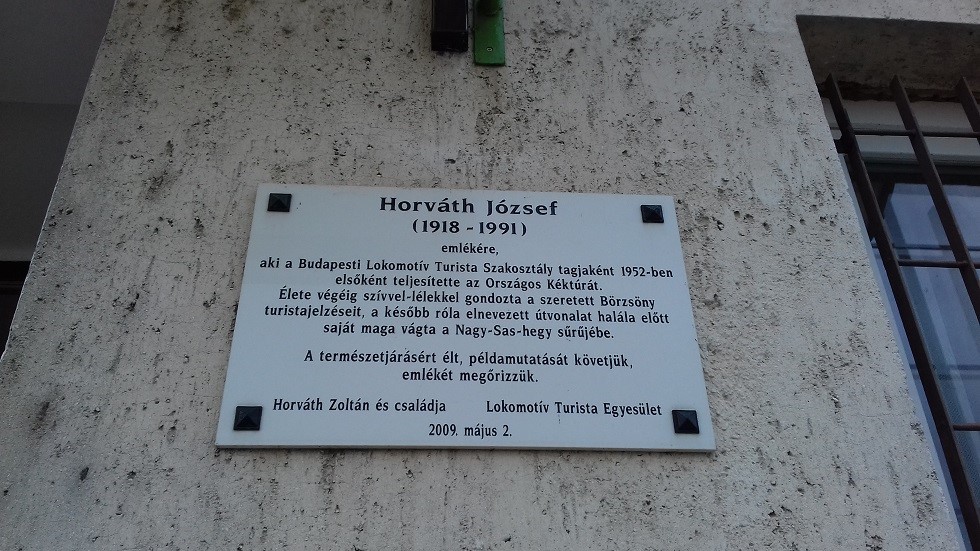 Horváth József
(1918 - 1991)
emlékére,
aki a Budapesti Lokomotív Turista Szakosztály tagjaként 1952-ben
elsőként teljesítette az Országos Kéktúrát.
Élete végéig szívvel-lélekkel gondozta a szeretett Börzsöny
turistajelzéseit, a később róla elnevezett útvonalat halála előtt
saját maga vágta a Nagy-Sas-hegy sűrűjébe.
A természetjárásért élt, példamutatását követjük,
emlékét megőrizzük.
Horváth Zoltán és családja Lokomotív Turista Egyesület
2009. május 2.